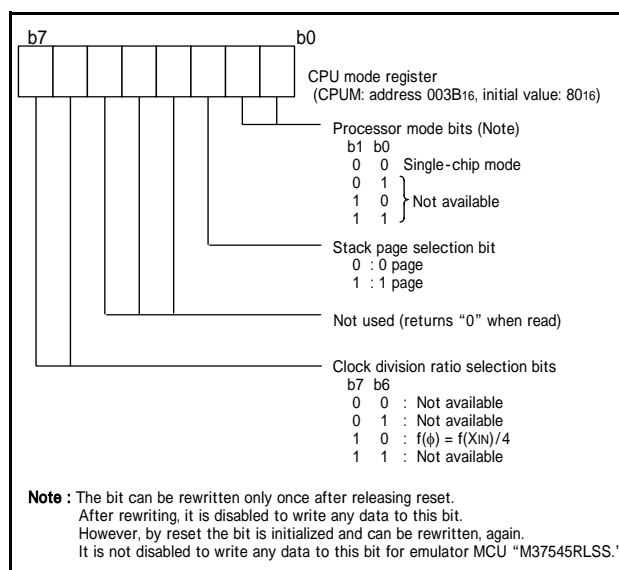 b7 b0
CPU mode register
(CPUM: address 003B16, initial value: 8016)
Processor mode bits (Note)
b1 b0
0 0 Single-chip mode
0 1
1 0 Not available
1 1
Stack page selection bit
0 : 0 page
1 : 1 page
Not used (returns “0” when read)
Clock division ratio selection bits
b7 b6
0 0 : Not available
0 1 : Not available
1 0 : f(ϕ) = f(XIN)/4
1 1 : Not available
Note : The bit can be rewritten only once after releasing reset.
After rewriting, it is disabled to write any data to this bit.
However, by reset the bit is initialized and can be rewritten, again.
It is not disabled to write any data to this bit for emulator MCU “M37545RLSS.”